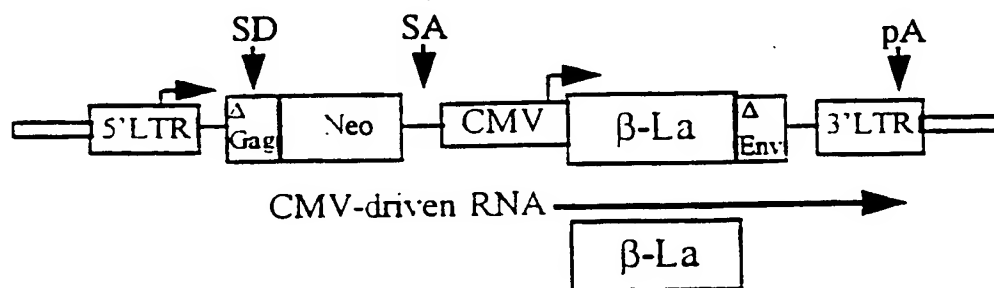 SD SA pA
5'LTR Δ Gag Neo CMV β-La Δ Env 3'LTR
CMV-driven RNA
β-La